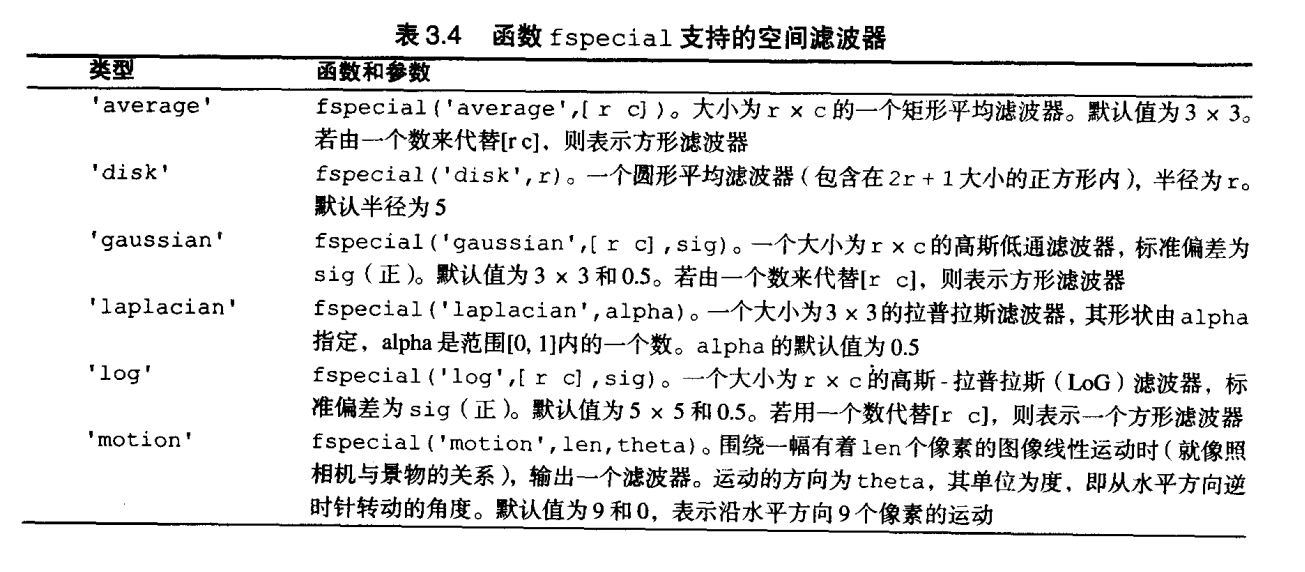 表 3.4 函数 fspecial 支持的空间滤波器
类型 函数和参数
'average' fspecial('average',[ r c])。大小为 r × c 的一个矩形平均滤波器。默认值为 3 × 3。
若由一个数来代替[r c]，则表示方形滤波器
'disk' fspecial('disk',r)。一个圆形平均滤波器（包含在 2r + 1 大小的正方形内），半径为 r。
默认半径为 5
'gaussian' fspecial('gaussian',[ r c],sig)。一个大小为 r × c 的高斯低通滤波器，标准偏差为
sig（正）。默认值为 3 × 3 和 0.5。若由一个数来代替[r c]，则表示方形滤波器
'laplacian' fspecial('laplacian',alpha)。一个大小为 3 × 3 的拉普拉斯滤波器，其形状由 alpha
指定，alpha 是范围[0, 1]内的一个数。alpha 的默认值为 0.5
'log' fspecial('log',[ r c],sig)。一个大小为 r × c 的高斯-拉普拉斯（LoG）滤波器，标
准偏差为 sig（正）。默认值为 5 × 5 和 0.5。若用一个数代替[r c]，则表示一个方形滤波器
'motion' fspecial('motion',len,theta)。围绕一幅有着 len 个像素的图像线性运动时（就像照
相机与景物的关系），输出一个滤波器。运动的方向为 theta，其单位为度，即从水平方向逆
时针转动的角度。默认值为 9 和 0，表示沿水平方向 9 个像素的运动